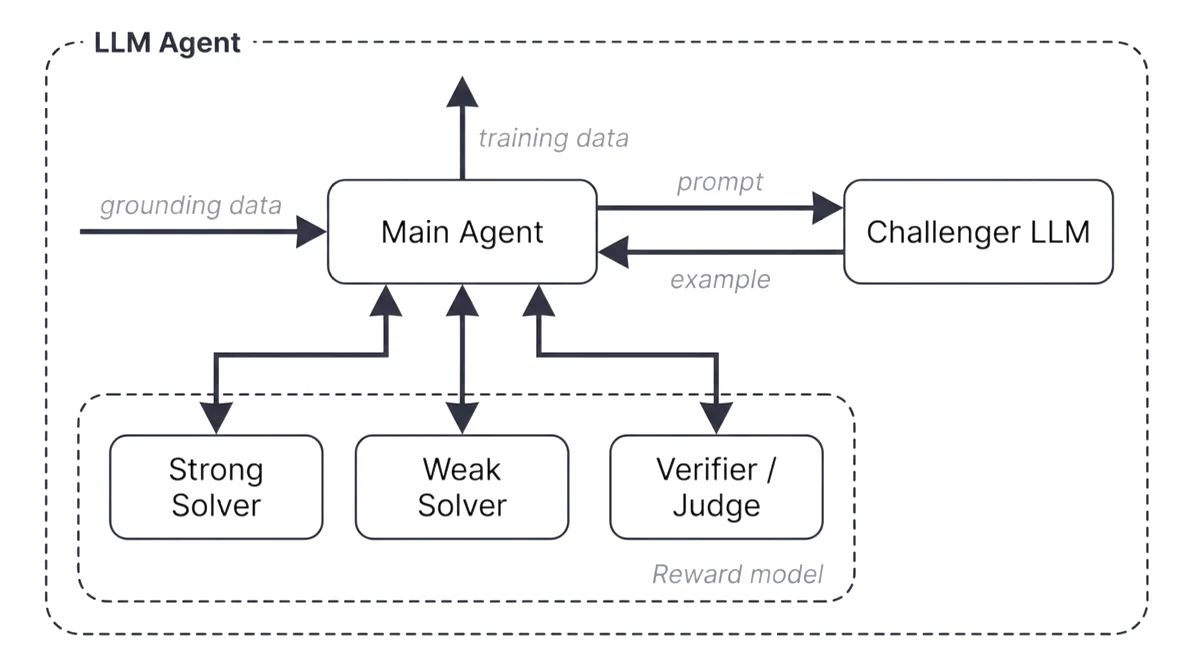 LLM Agent
training data
grounding data
prompt
Main Agent
Challenger LLM
example
Strong
Solver
Weak
Solver
Verifier /
Judge
Reward model